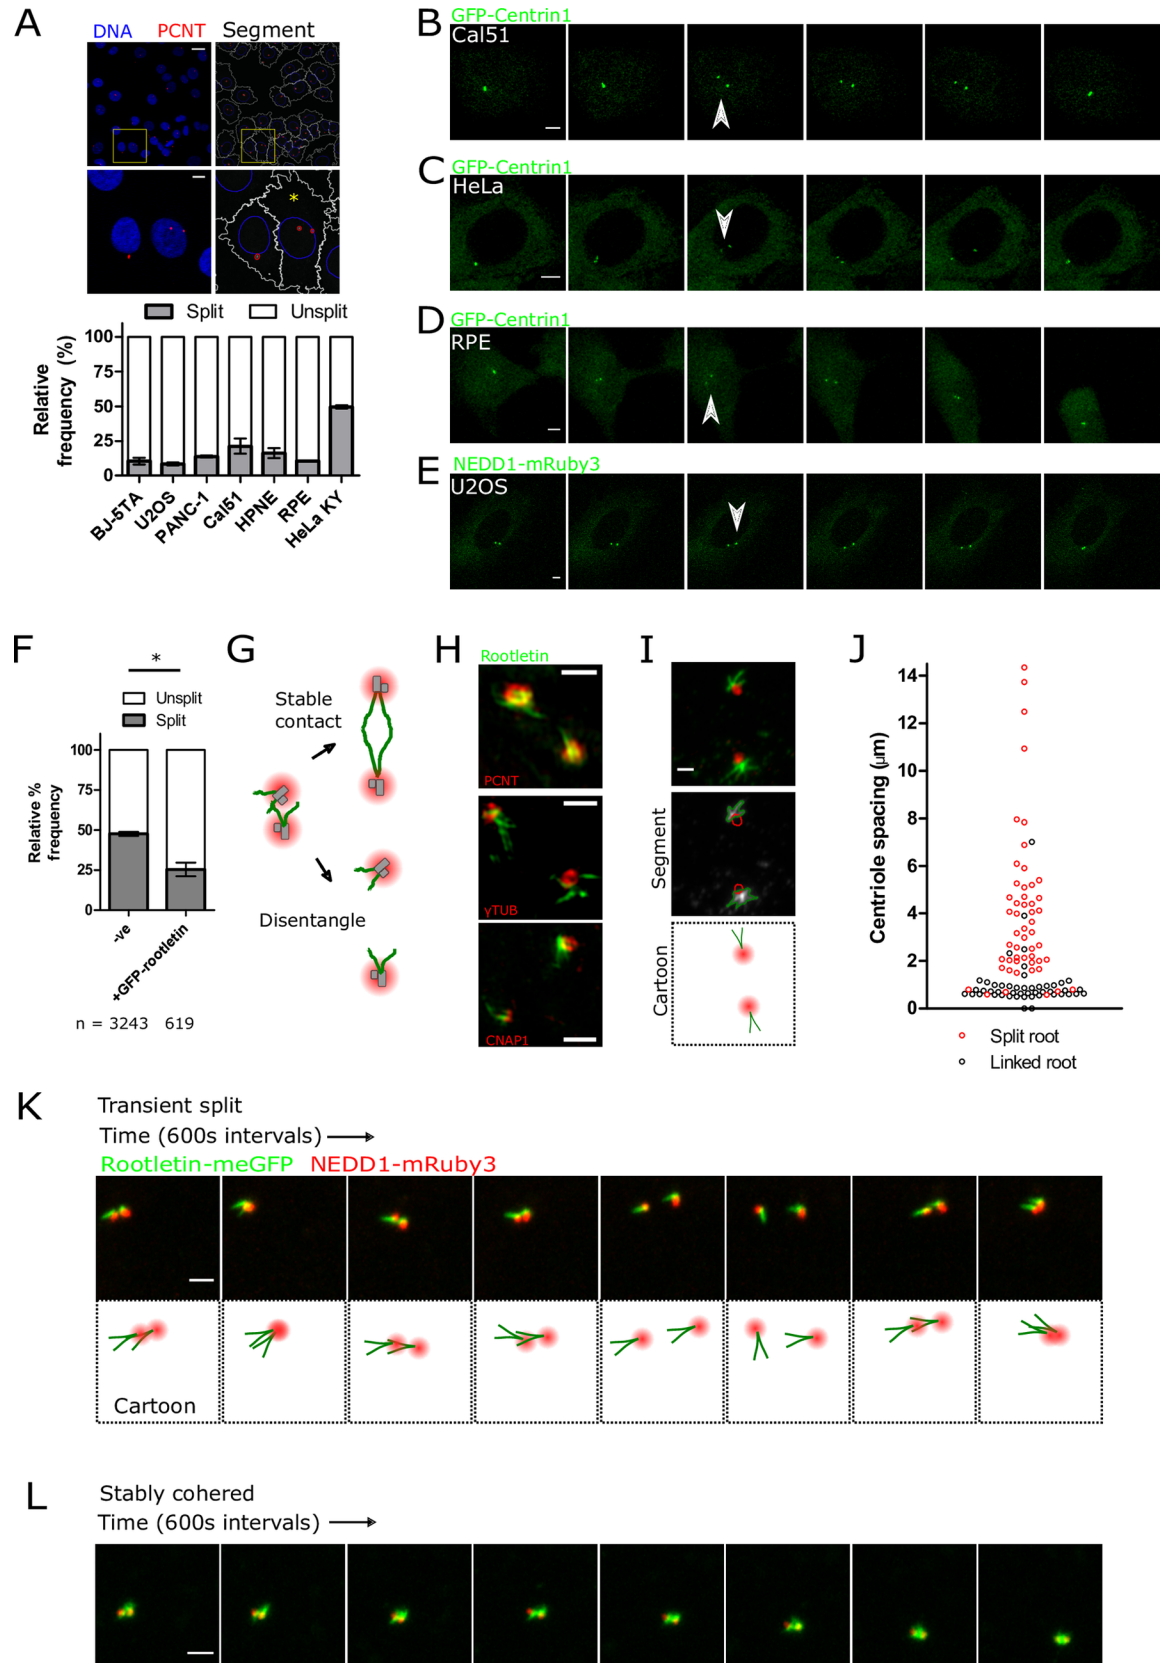 A
DNA PCNT Segment
*
Split Unsplit
Relative frequency (%)
100
75
50
25
0
BJ-5TA
U2OS
PANC-1
Cal51
HPNE
RPE
HeLa KY
B
GFP-Centrin1
Cal51
C
GFP-Centrin1
HeLa
D
GFP-Centrin1
RPE
E
NEDD1-mRuby3
U2OS
F
*
Unsplit
Split
Relative % frequency
100
75
50
25
0
-ve
+GFP-rootletin
n = 3243 619
G
Stable
contact
Disentangle
H
Rootletin
PCNT
γTUB
CNAP1
I
Segment
Cartoon
J
Centriole spacing (μm)
14
12
14
8
6
4
2
0
Split root
Linked root
K
Transient split
Time (600s intervals)
Rootletin-meGFP NEDD1-mRuby3
Cartoon
L
Stably cohered
Time (600s intervals)